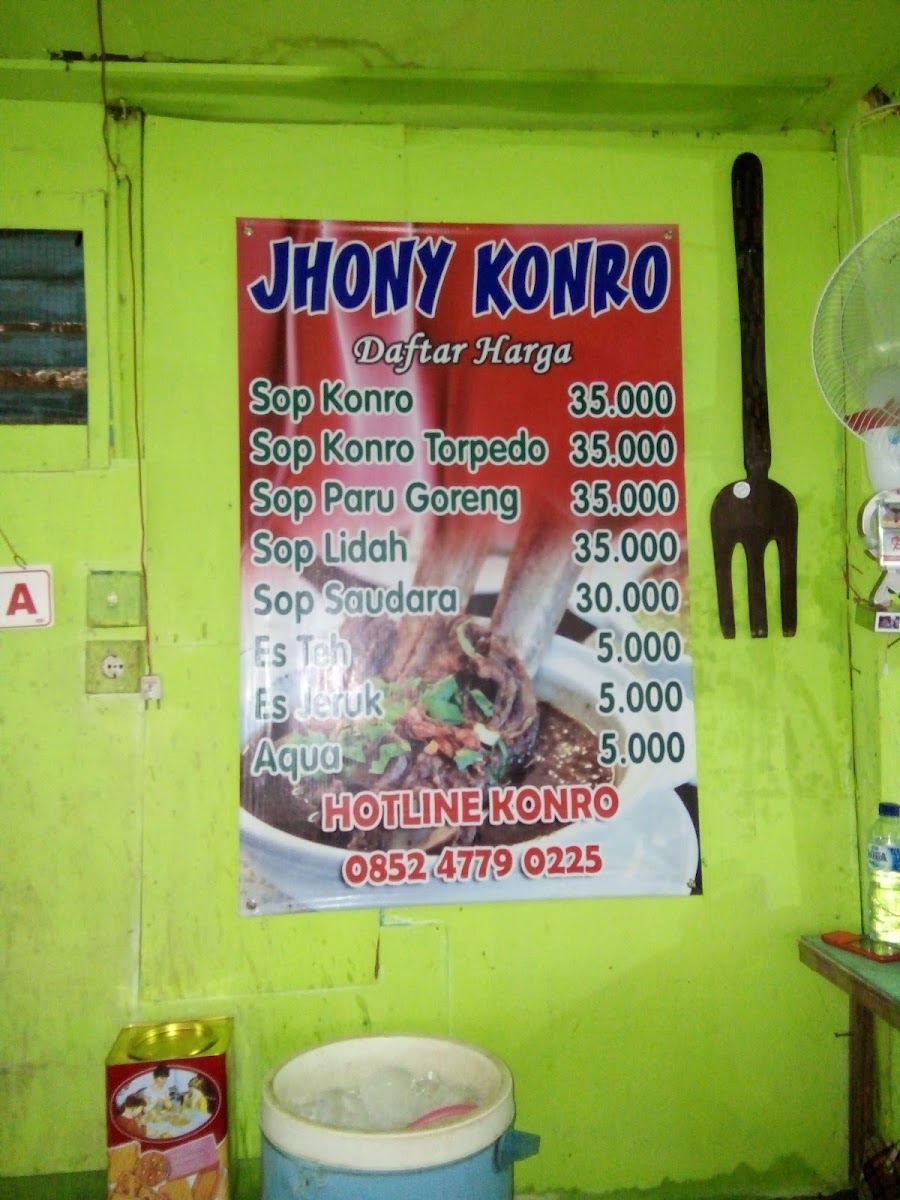 JHONY KONRO
Daftar Harga
Sop Konro 35.000
Sop Konro Torpedo 35.000
Sop Paru Goreng 35.000
Sop Lidah 35.000
Sop Saudara 30.000
Es Teh 5.000
Es Jeruk 5.000
Aqua 5.000
HOTLINE KONRO
0852 4779 0225
A